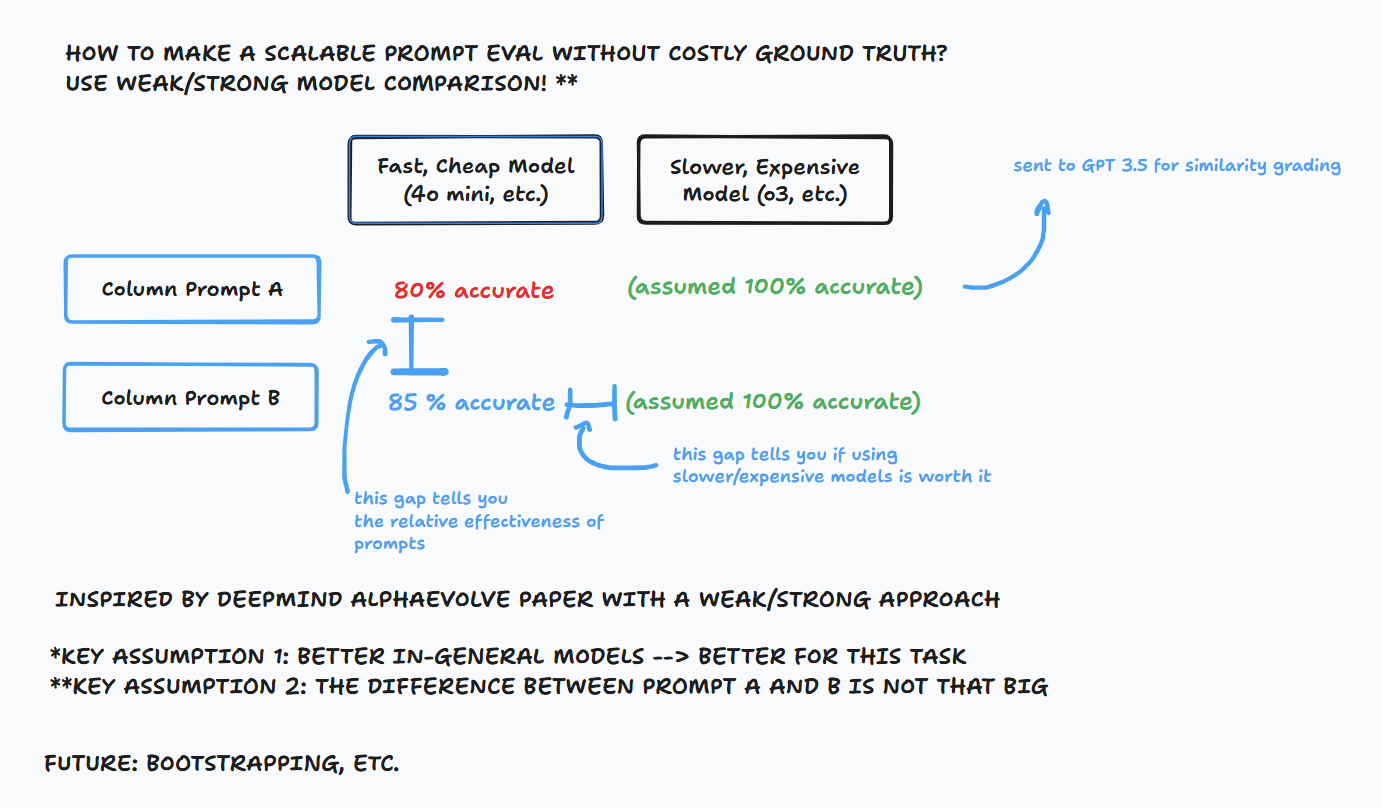 HOW TO MAKE A SCALABLE PROMPT EVAL WITHOUT COSTLY GROUND TRUTH?
USE WEAK/STRONG MODEL COMPARISON! **
Fast, Cheap Model
(4o mini, etc.)
Slower, Expensive
Model (o3, etc.)
sent to GPT 3.5 for similarity grading
Column Prompt A
80% accurate
(assumed 100% accurate)
Column Prompt B
85 % accurate
(assumed 100% accurate)
this gap tells you if using
slower/expensive models is worth it
this gap tells you
the relative effectiveness of
prompts
INSPIRED BY DEEPMIND ALPHAEVOLVE PAPER WITH A WEAK/STRONG APPROACH
*KEY ASSUMPTION 1: BETTER IN-GENERAL MODELS --> BETTER FOR THIS TASK
**KEY ASSUMPTION 2: THE DIFFERENCE BETWEEN PROMPT A AND B IS NOT THAT BIG
FUTURE: BOOTSTRAPPING, ETC.